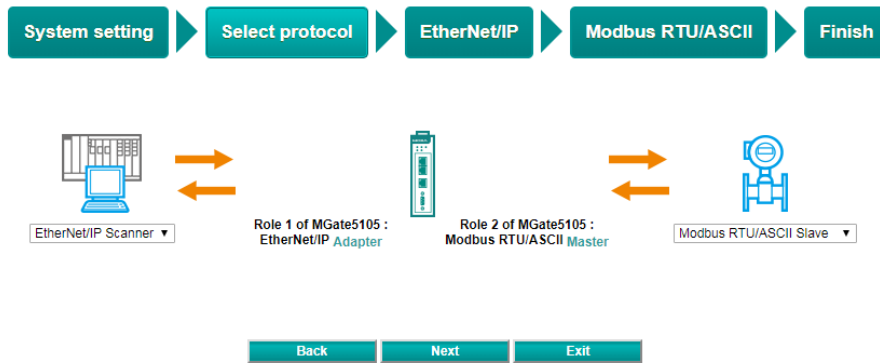 System setting
Select protocol
EtherNet/IP
Modbus RTU/ASCII
Finish
EtherNet/IP Scanner ▼
Role 1 of MGate5105 :
EtherNet/IP Adapter
Role 2 of MGate5105 :
Modbus RTU/ASCII Master
Modbus RTU/ASCII Slave ▼
Back
Next
Exit